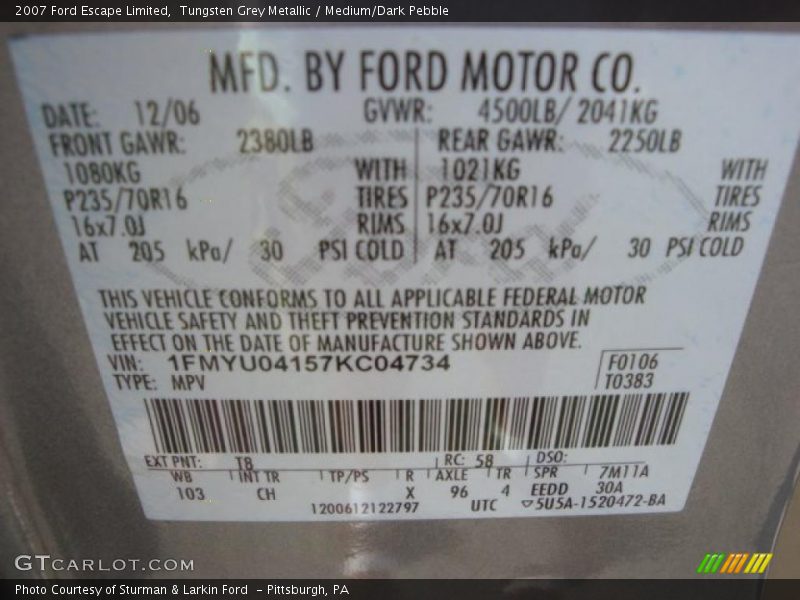 2007 Ford Escape Limited,  Tungsten Grey Metallic / Medium/Dark Pebble
MFD. BY FORD MOTOR CO.
DATE: 12/06 GVWR: 4500LB/ 2041KG
FRONT GAWR: 2380LB REAR GAWR: 2250LB
1080KG WITH 1021KG WITH
P235/70R16 TIRES P235/70R16 TIRES
16x7.0J RIMS 16x7.0J RIMS
AT 205 kPa/ 30 PSI COLD AT 205 kPa/ 30 PSI COLD
THIS VEHICLE CONFORMS TO ALL APPLICABLE FEDERAL MOTOR
VEHICLE SAFETY AND THEFT PREVENTION STANDARDS IN
EFFECT ON THE DATE OF MANUFACTURE SHOWN ABOVE.
VIN: 1FMYU04157KC04734 F0106
TYPE: MPV T0383
EXT PNT: T8 RC: 58 DSO:
WB INT TR TP/PS R AXLE TR SPR 7M11A
103 CH X 96 4 EEDD 30A
1200612122797 UTC ▽5U5A-1520472-BA
GTCARLOT.COM
Photo Courtesy of Sturman & Larkin Ford  - Pittsburgh, PA